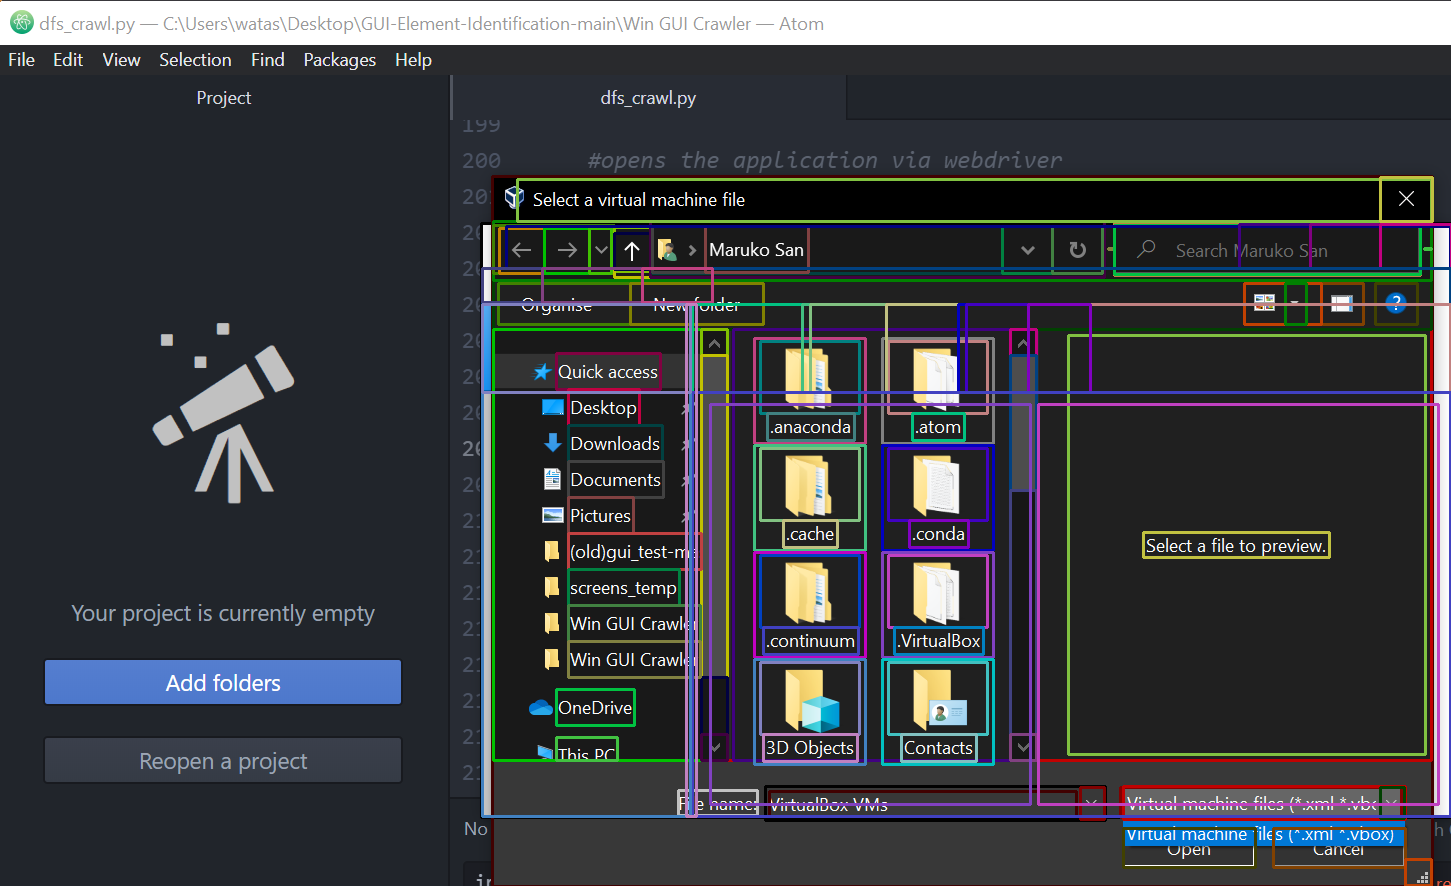 dfs_crawl.py — C:\Users\watas\Desktop\GUI-Element-Identification-main\Win GUI Crawler — Atom
File Edit View Selection Find Packages Help
Project
dfs_crawl.py
199
200 #opens the application via webdriver
Select a virtual machine file
Maruko San
Search Maruko San
Organise
New folder
Quick access
Desktop
Downloads
Documents
Pictures
(old)gui_test-ma
screens_temp
Win GUI Crawler
Win GUI Crawler
OneDrive
This PC
.anaconda
.atom
.cache
.conda
.continuum
.VirtualBox
3D Objects
Contacts
Select a file to preview.
Your project is currently empty
Add folders
Reopen a project
File name:
VirtualBox VMs
Virtual machine files (*.xml *.vbox
Virtual machine files (*.xml *.vbox)
Open
Cancel
No